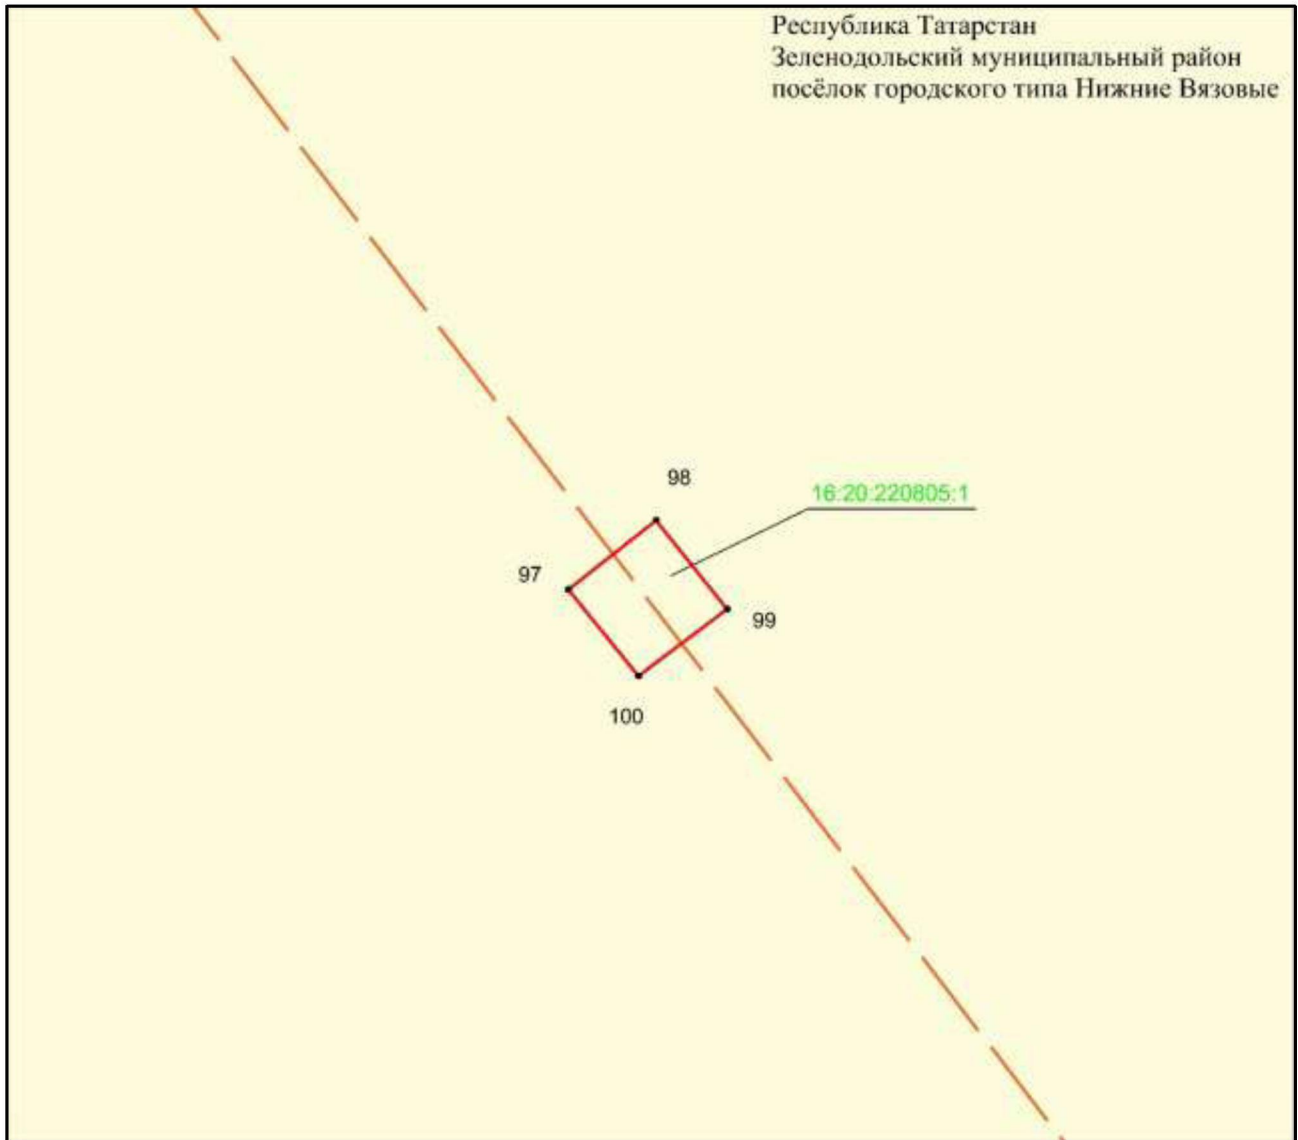 Республика Татарстан
Зеленодольский муниципальный район
посёлок городского типа Нижние Вязовые
98
16:20:220805:1
97
99
100